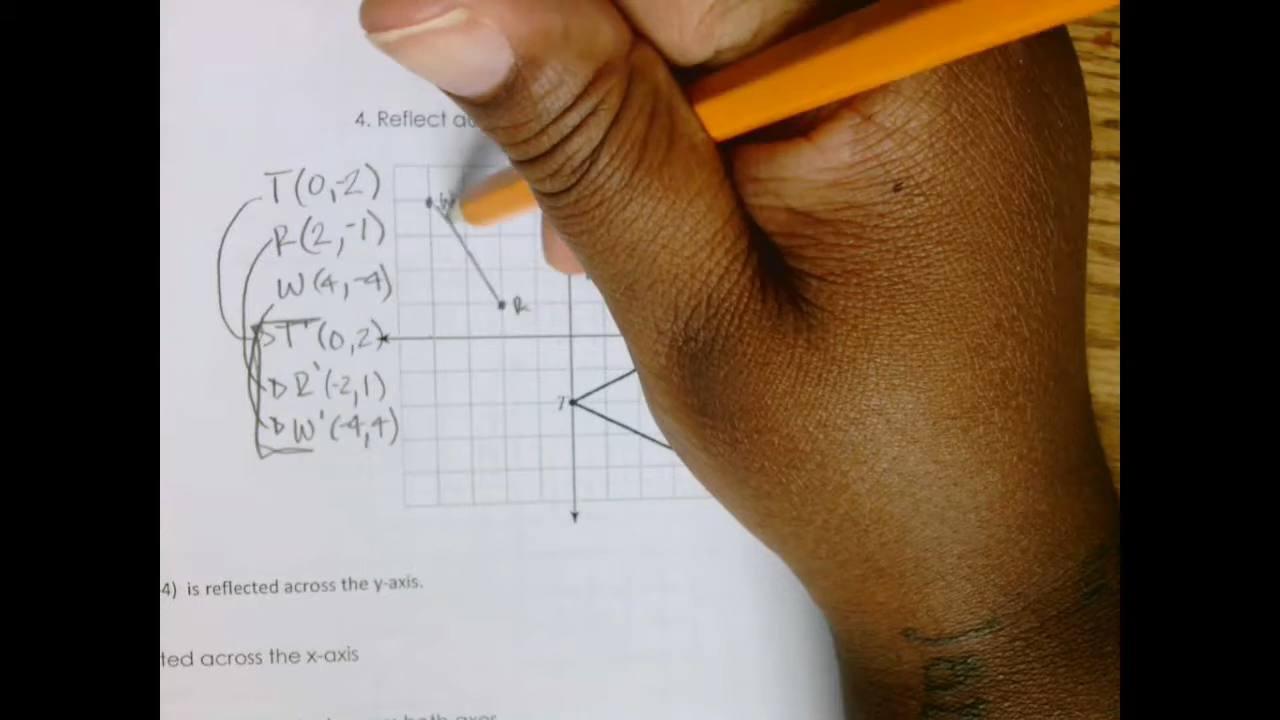 4. Reflect
T(0,-2)
R(2,-1)
W(4,-4)
T'(0,2)
R'(-2,1)
W'(-4,4)
W
R
T
4) is reflected across the y-axis.
ted across the x-axis